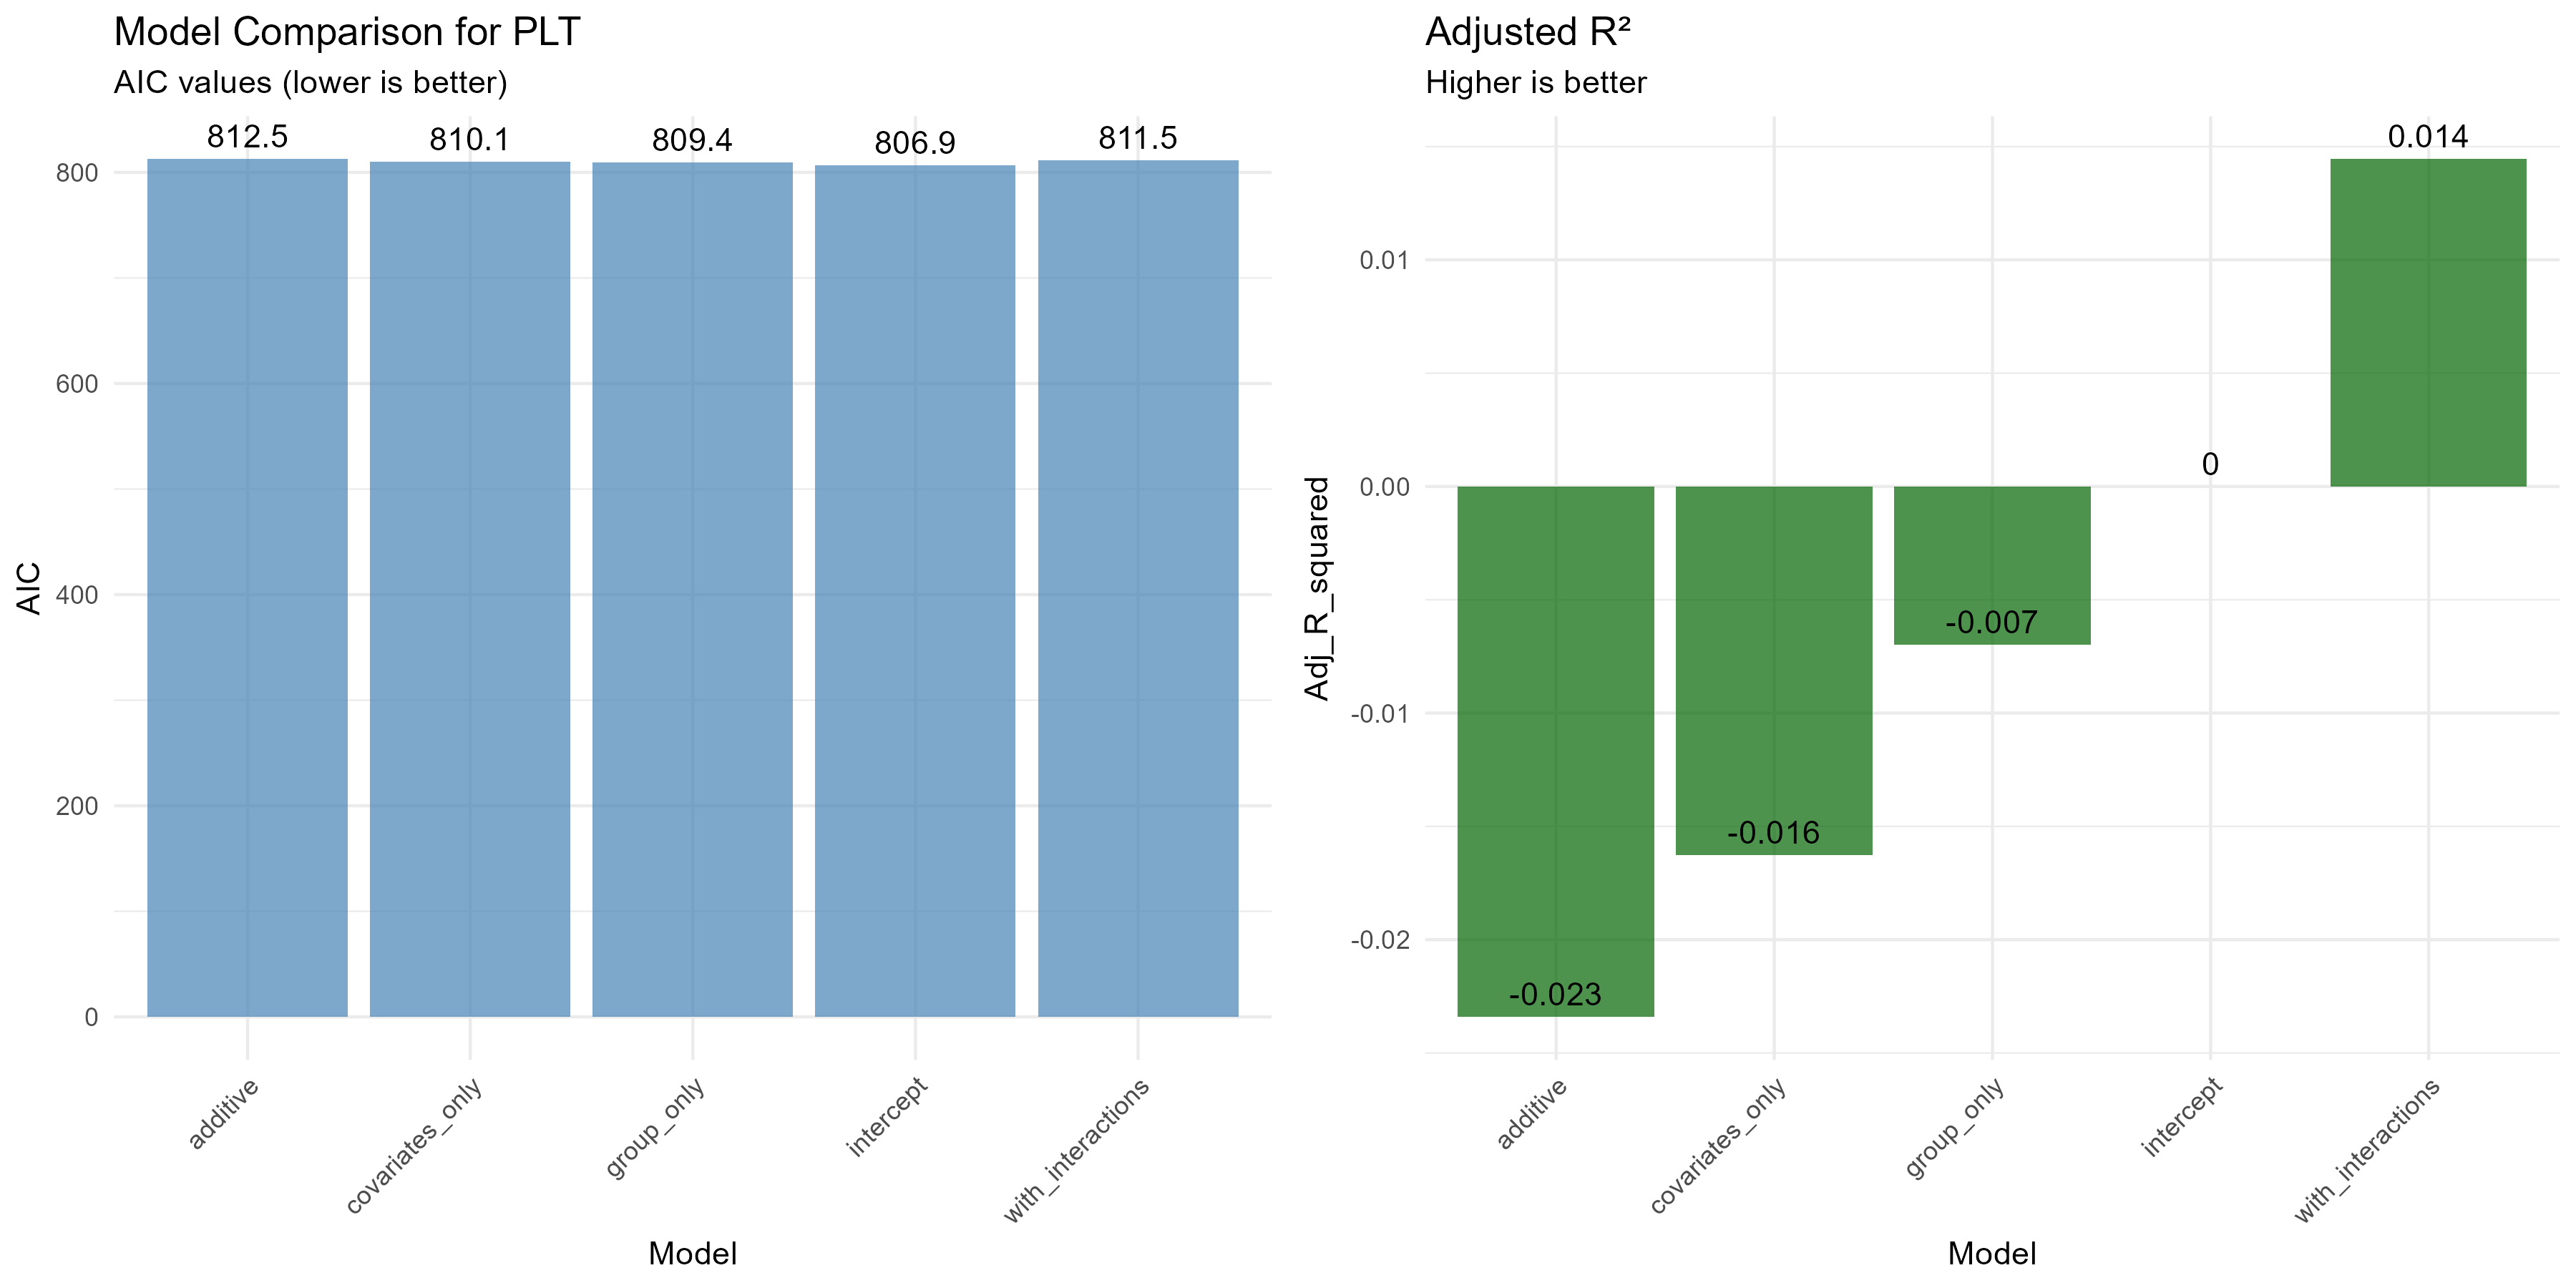 Model Comparison for PLT
AIC values (lower is better)
812.5
810.1
809.4
806.9
811.5
800
600
400
200
0
AIC
additive
covariates_only
group_only
intercept
with_interactions
Model
Adjusted R²
Higher is better
0.014
0
-0.007
-0.016
-0.023
0.01
0.00
-0.01
-0.02
Adj_R_squared
additive
covariates_only
group_only
intercept
with_interactions
Model